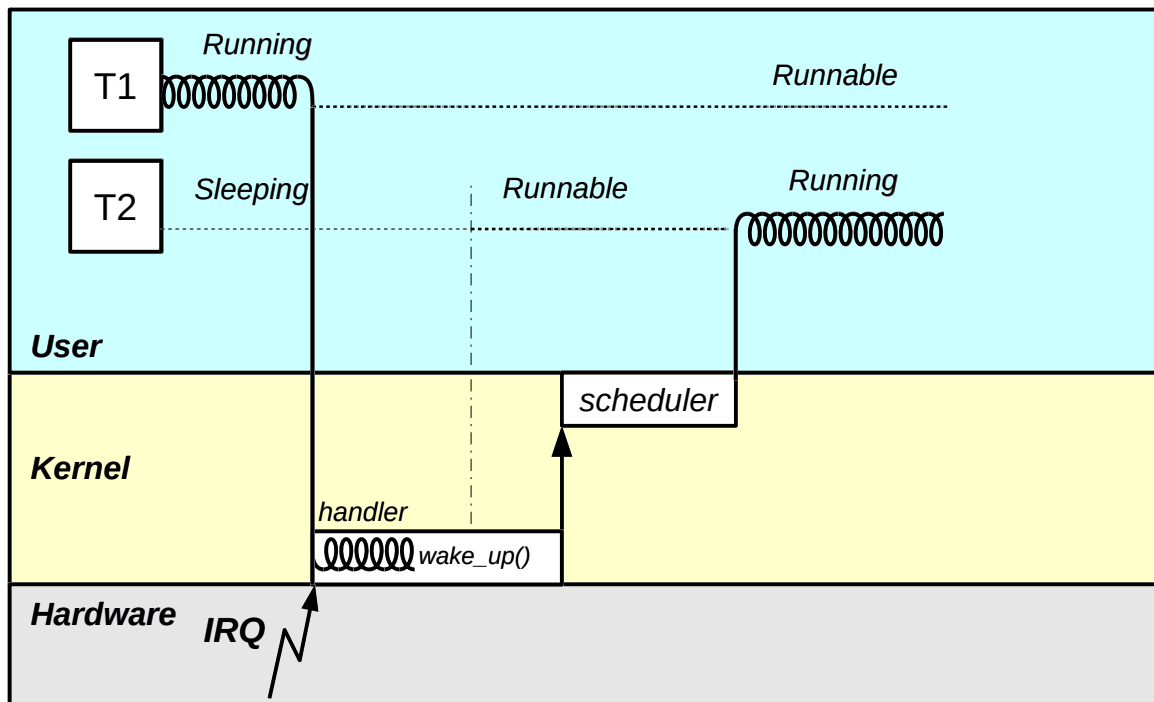 Running
T1
Runnable
T2
Sleeping
Runnable
Running
User
scheduler
Kernel
handler
wake_up()
Hardware
IRQ